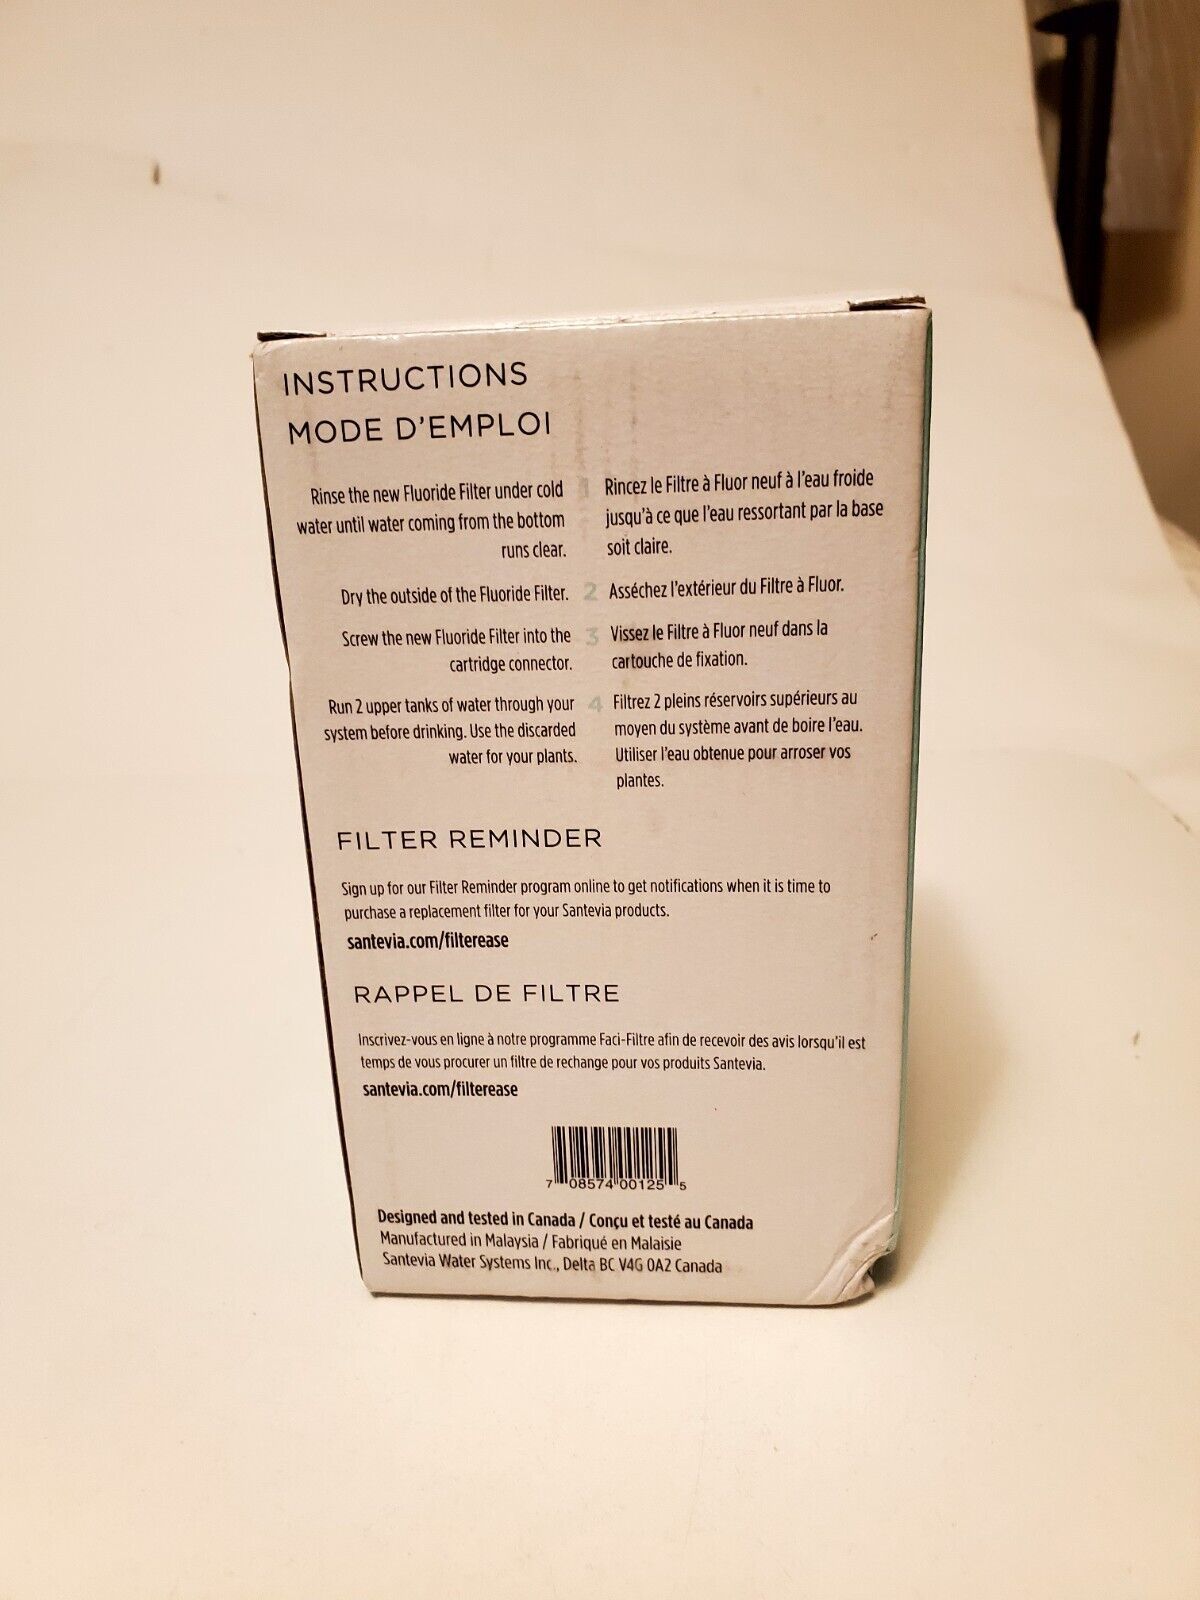 INSTRUCTIONS
MODE D'EMPLOI
Rinse the new Fluoride Filter under cold
water until water coming from the bottom
runs clear.
1
Rincez le Filtre à Fluor neuf à l'eau froide
jusqu'à ce que l'eau ressortant par la base
soit claire.
Dry the outside of the Fluoride Filter.
2
Asséchez l'extérieur du Filtre à Fluor.
Screw the new Fluoride Filter into the
cartridge connector.
3
Vissez le Filtre à Fluor neuf dans la
cartouche de fixation.
Run 2 upper tanks of water through your
system before drinking. Use the discarded
water for your plants.
4
Filtrez 2 pleins réservoirs supérieurs au
moyen du système avant de boire l'eau.
Utiliser l'eau obtenue pour arroser vos
plantes.
FILTER REMINDER
Sign up for our Filter Reminder program online to get notifications when it is time to
purchase a replacement filter for your Santevia products.
santevia.com/filterease
RAPPEL DE FILTRE
Inscrivez-vous en ligne à notre programme Faci-Filtre afin de recevoir des avis lorsqu'il est
temps de vous procurer un filtre de rechange pour vos produits Santevia.
santevia.com/filterease
7 08574 00125 5
Designed and tested in Canada / Conçu et testé au Canada
Manufactured in Malaysia / Fabriqué en Malaisie
Santevia Water Systems Inc., Delta BC V4G 0A2 Canada